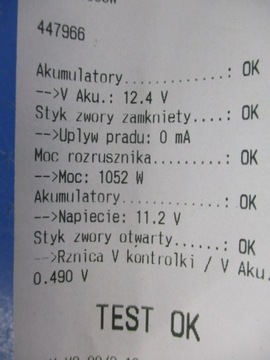 447966
Akumulatory............: OK
-->V Aku.: 12.4 V
Styk zwory zamkniety....: OK
-->Uplyw pradu: 0 mA
Moc rozrusznika.........: OK
-->Moc: 1052 W
Akumulatory............: OK
-->Napiecie: 11.2 V
Styk zwory otwarty......: OK
-->Rznica V kontrolki / V Aku.
0.490 V
TEST OK